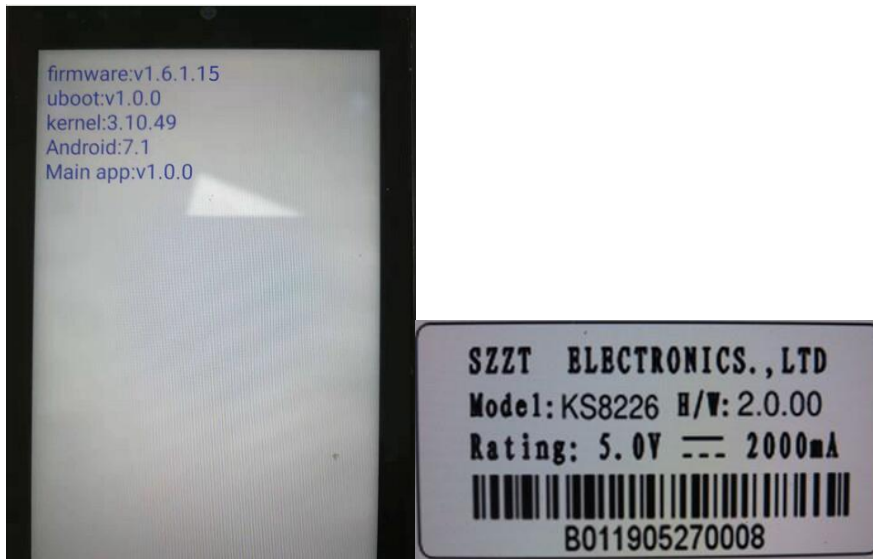 firmware:v1.6.1.15
uboot:v1.0.0
kernel:3.10.49
Android:7.1
Main app:v1.0.0
SZZT ELECTRONICS.,LTD
Model: KS8226 H/W: 2.0.00
Rating: 5.0V ⎓ 2000mA
B011905270008